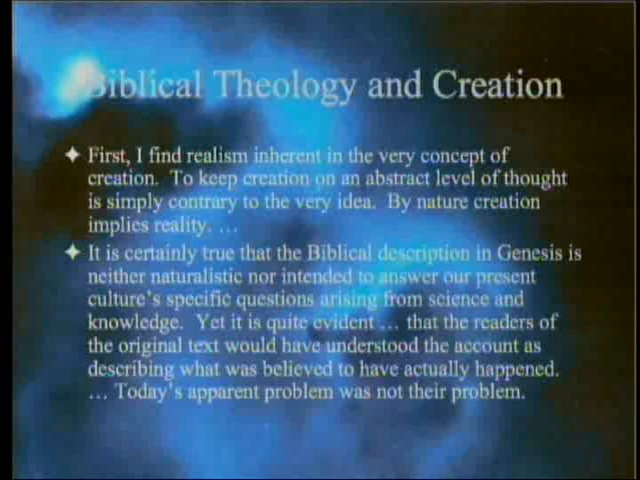 Biblical Theology and Creation
First, I find realism inherent in the very concept of
creation. To keep creation on an abstract level of thought
is simply contrary to the very idea. By nature creation
implies reality. …
It is certainly true that the Biblical description in Genesis is
neither naturalistic nor intended to answer our present
culture's specific questions arising from science and
knowledge. Yet it is quite evident … that the readers of
the original text would have understood the account as
describing what was believed to have actually happened.
… Today's apparent problem was not their problem.